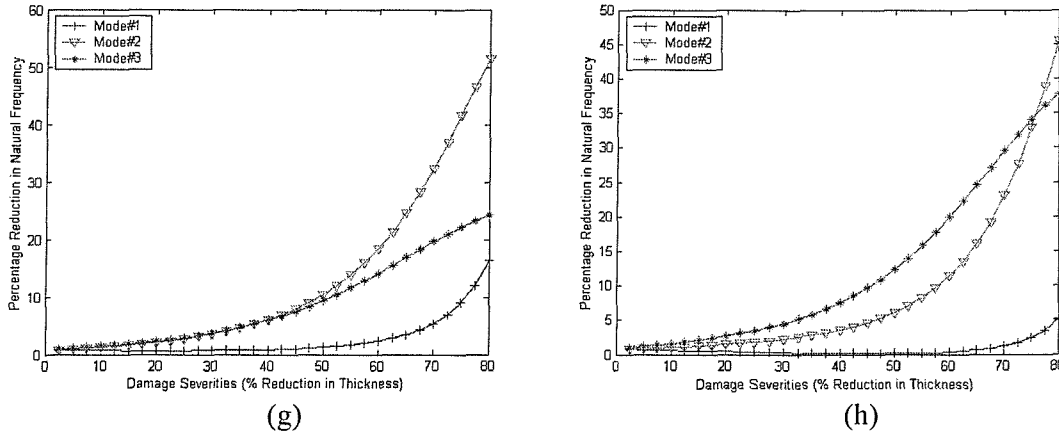 60
50
40
30
20
10
0
Percentage Reduction in Natural Frequency
Mode#1
Mode#2
Mode#3
0 10 20 30 40 50 60 70 80
Damage Severities (% Reduction in Thickness)
(g)
50
45
40
35
30
25
20
15
10
5
0
Percentage Reduction in Natural Frequency
Mode#1
Mode#2
Mode#3
0 10 20 30 40 50 60 70 80
Damage Severities (% Reduction in Thickness)
(h)